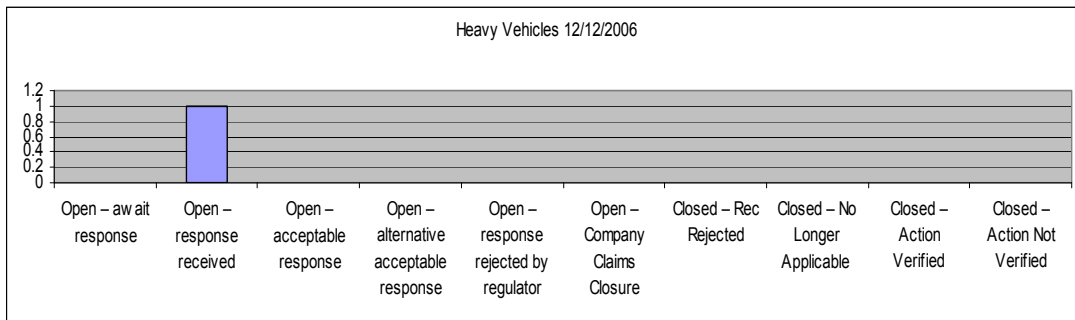 Heavy Vehicles 12/12/2006
1.2
1
0.8
0.6
0.4
0.2
0
Open – await
response
Open –
response
received
Open –
acceptable
response
Open –
alternative
acceptable
response
Open –
response
rejected by
regulator
Open –
Company
Claims
Closure
Closed – Rec
Rejected
Closed – No
Longer
Applicable
Closed –
Action
Verified
Closed –
Action Not
Verified